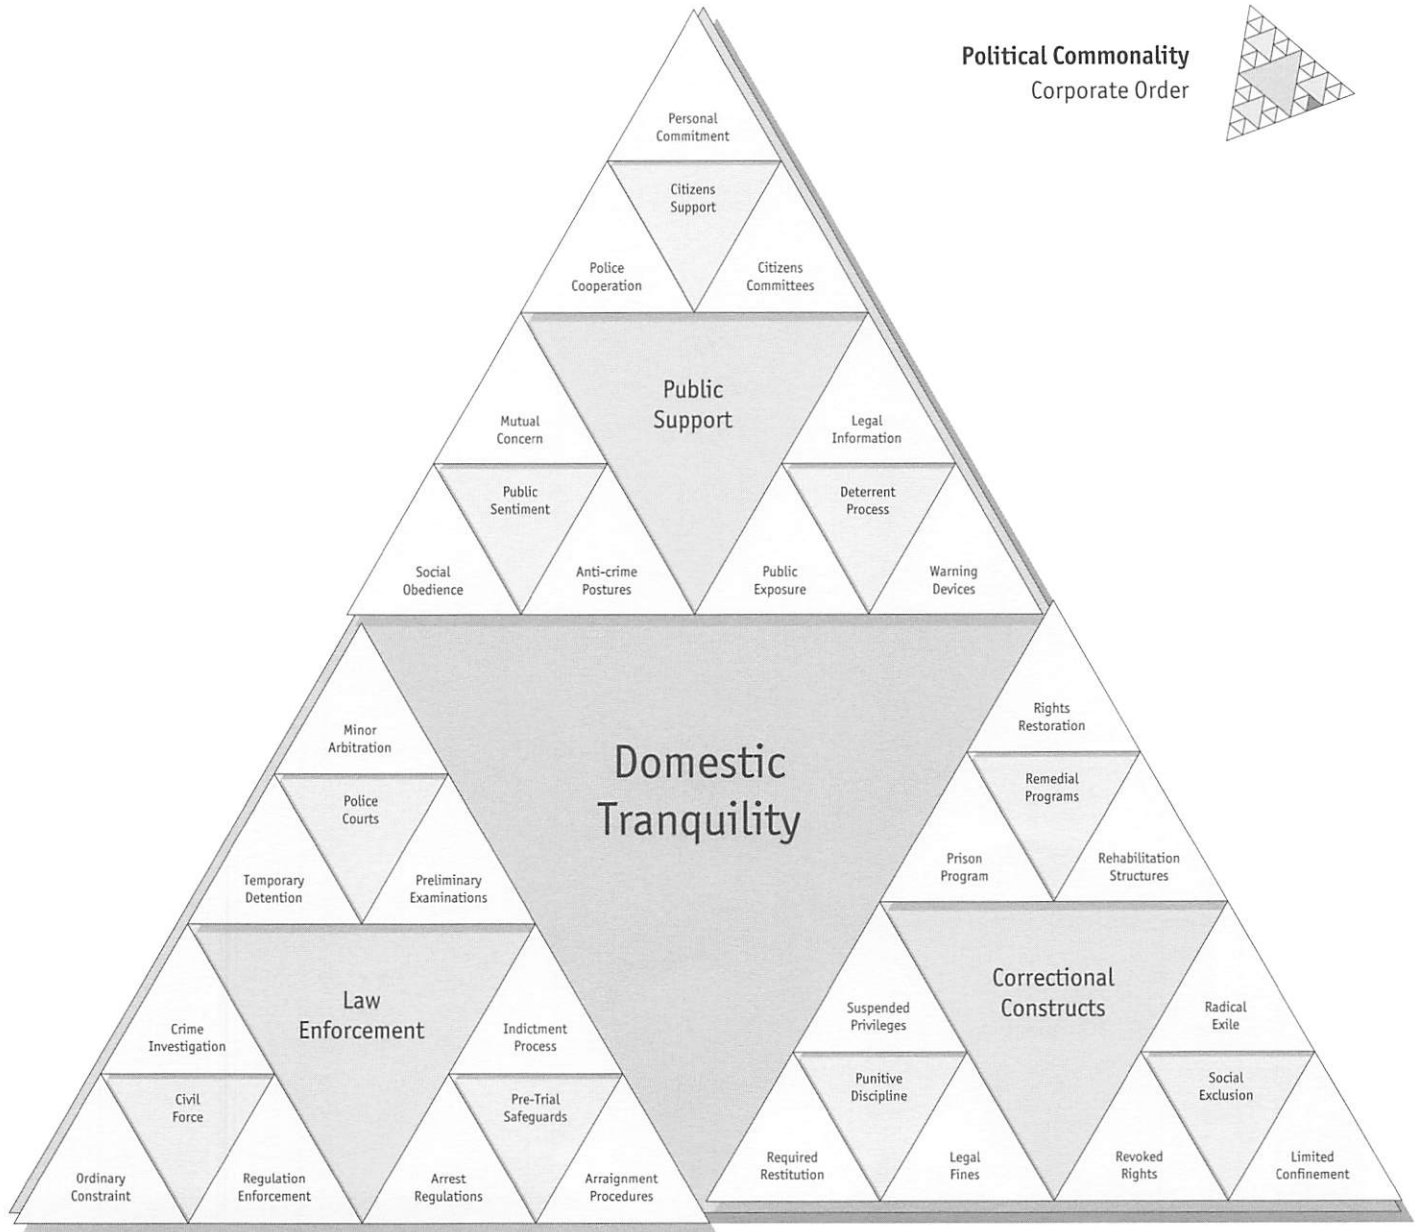 Political Commonality
Corporate Order
Personal
Commitment
Citizens
Support
Police
Cooperation
Citizens
Committees
Public
Support
Mutual
Concern
Legal
Information
Public
Sentiment
Deterrent
Process
Social
Obedience
Anti-crime
Postures
Public
Exposure
Warning
Devices
Domestic
Tranquility
Minor
Arbitration
Police
Courts
Temporary
Detention
Preliminary
Examinations
Law
Enforcement
Crime
Investigation
Indictment
Process
Civil
Force
Pre-Trial
Safeguards
Ordinary
Constraint
Regulation
Enforcement
Arrest
Regulations
Arraignment
Procedures
Rights
Restoration
Remedial
Programs
Prison
Program
Rehabilitation
Structures
Correctional
Constructs
Suspended
Privileges
Radical
Exile
Punitive
Discipline
Social
Exclusion
Required
Restitution
Legal
Fines
Revoked
Rights
Limited
Confinement